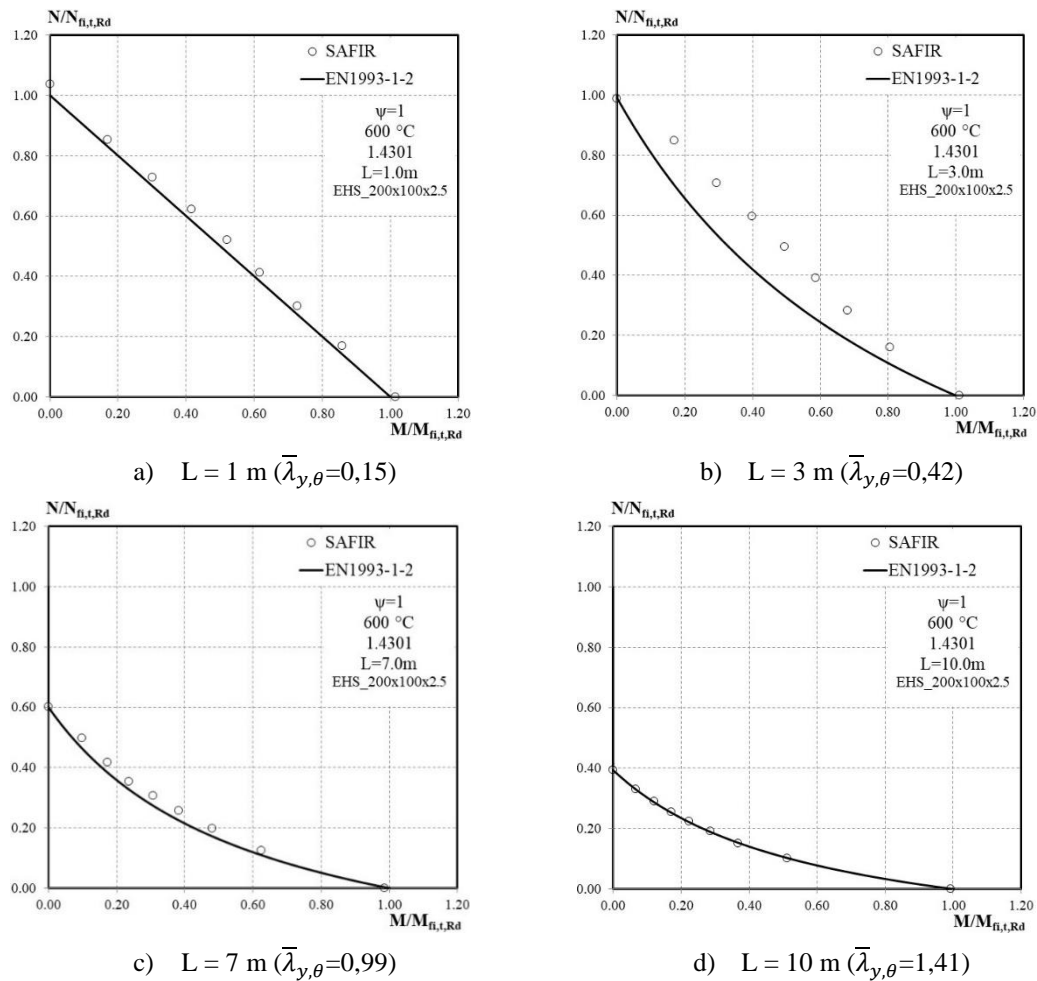 N/Nfi,t,Rd
1.20
1.00
0.80
0.60
0.40
0.20
0.00
0.00 0.20 0.40 0.60 0.80 1.00 1.20
M/Mfi,t,Rd
SAFIR
EN1993-1-2
ψ=1
600 °C
1.4301
L=1.0m
EHS_200x100x2.5
a) L = 1 m (λ̅y,θ=0,15)
N/Nfi,t,Rd
1.20
1.00
0.80
0.60
0.40
0.20
0.00
0.00 0.20 0.40 0.60 0.80 1.00 1.20
M/Mfi,t,Rd
SAFIR
EN1993-1-2
ψ=1
600 °C
1.4301
L=3.0m
EHS_200x100x2.5
b) L = 3 m (λ̅y,θ=0,42)
N/Nfi,t,Rd
1.20
1.00
0.80
0.60
0.40
0.20
0.00
0.00 0.20 0.40 0.60 0.80 1.00 1.20
M/Mfi,t,Rd
SAFIR
EN1993-1-2
ψ=1
600 °C
1.4301
L=7.0m
EHS_200x100x2.5
c) L = 7 m (λ̅y,θ=0,99)
N/Nfi,t,Rd
1.20
1.00
0.80
0.60
0.40
0.20
0.00
0.00 0.20 0.40 0.60 0.80 1.00 1.20
M/Mfi,t,Rd
SAFIR
EN1993-1-2
ψ=1
600 °C
1.4301
L=10.0m
EHS_200x100x2.5
d) L = 10 m (λ̅y,θ=1,41)